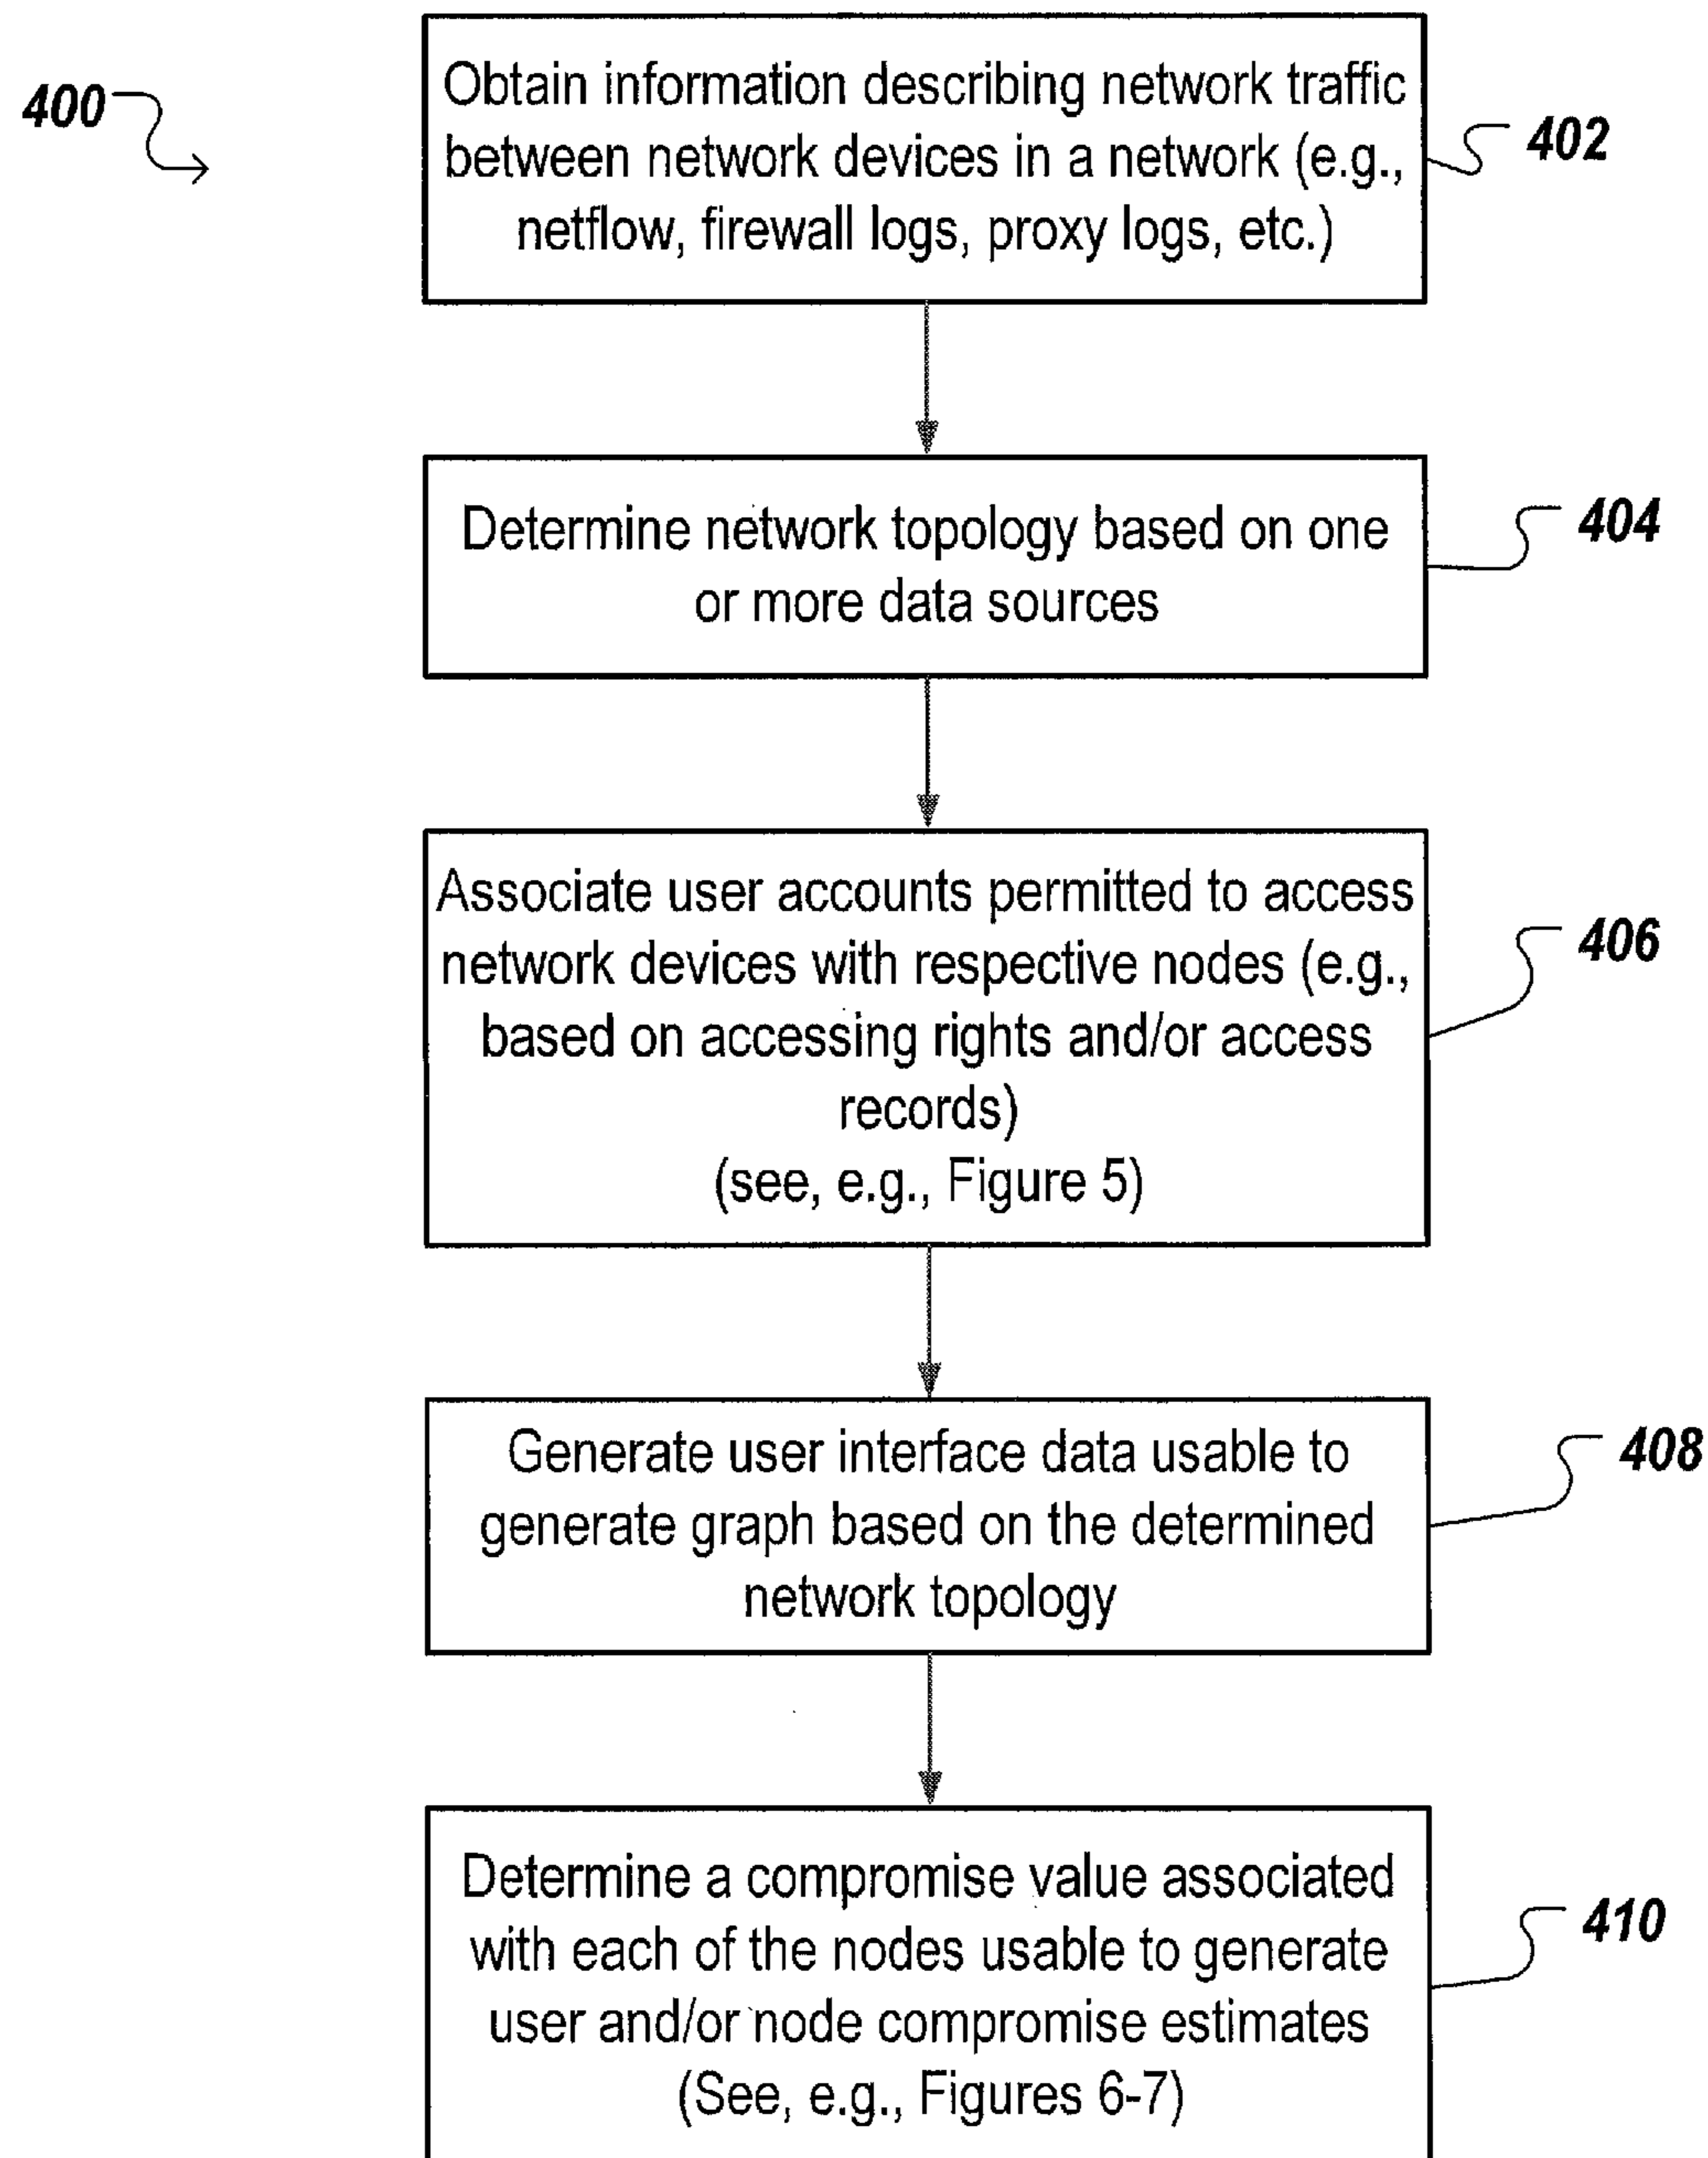 400
Obtain information describing network traffic
between network devices in a network (e.g.,
netflow, firewall logs, proxy logs, etc.)
402
Determine network topology based on one
or more data sources
404
Associate user accounts permitted to access
network devices with respective nodes (e.g.,
based on accessing rights and/or access
records)
(see, e.g., Figure 5)
406
Generate user interface data usable to
generate graph based on the determined
network topology
408
Determine a compromise value associated
with each of the nodes usable to generate
user and/or node compromise estimates
(See, e.g., Figures 6-7)
410